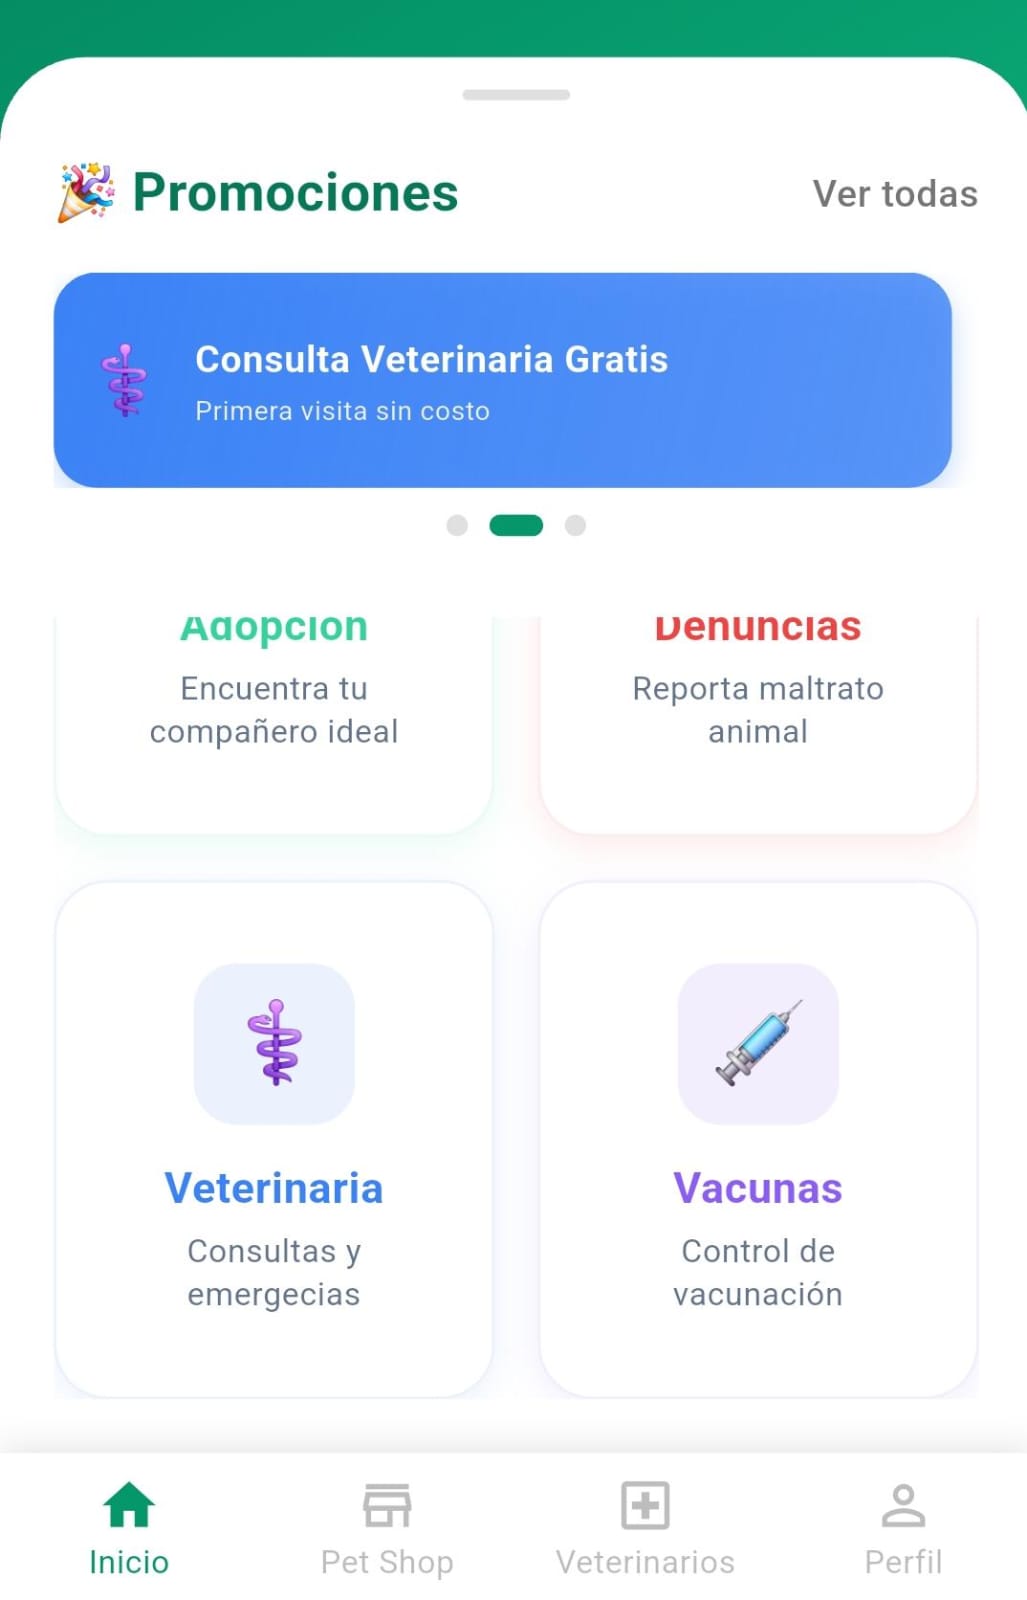 Promociones
Ver todas
Consulta Veterinaria Gratis
Primera visita sin costo
Adopción
Denuncias
Encuentra tu
compañero ideal
Reporta maltrato
animal
Veterinaria
Consultas y
emergecias
Vacunas
Control de
vacunación
Inicio
Pet Shop
Veterinarios
Perfil